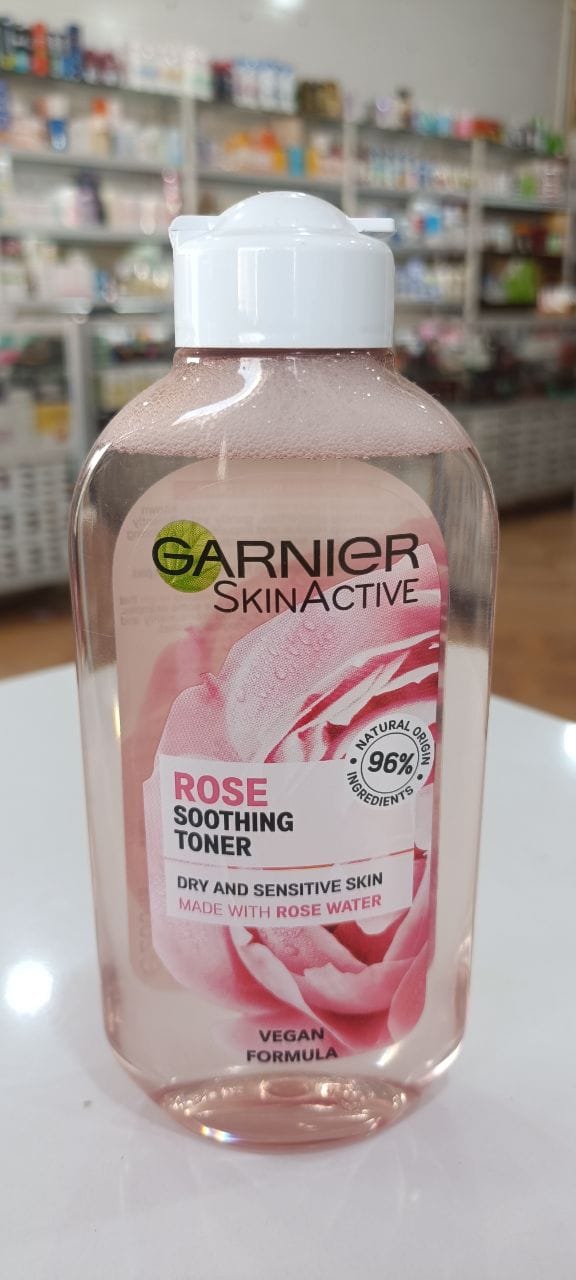 GARNIER
SKINACTIVE
NATURAL ORIGIN
96%
INGREDIENTS
ROSE
SOOTHING
TONER
DRY AND SENSITIVE SKIN
MADE WITH ROSE WATER
VEGAN
FORMULA